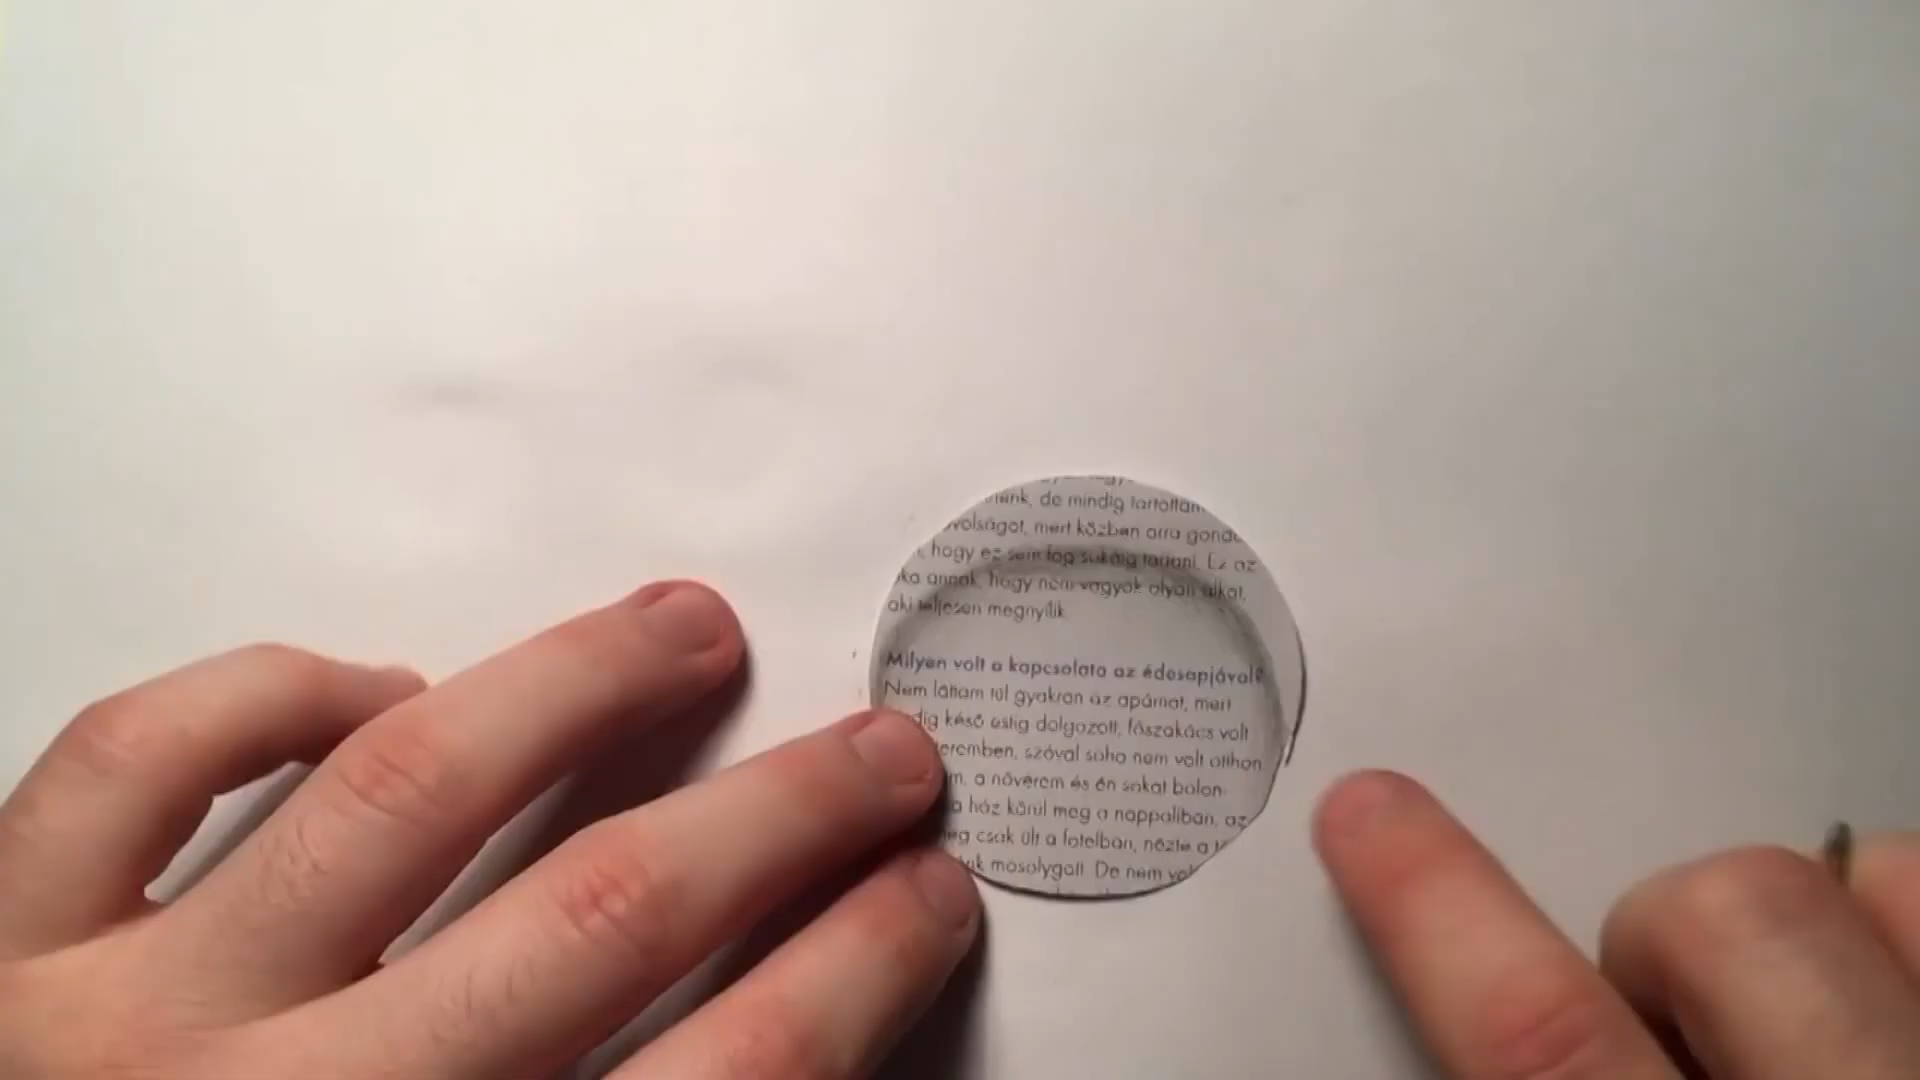 de mindig tartottam
mert közben arra
hogy ez sem fog sokáig tartani. Ez az
annak, hogy nem vagyok olyan alkat,
aki teljesen megnyílik
Milyen volt a kapcsolata az édesapjával?
Nem láttam túl gyakran az apámat, mert
késő estig dolgozott, főszakács volt
szóval soha nem volt otthon
a nővérem és én sokat bolon-
a ház körül meg a nappaliban, az
csak ült a fotelban, nézte a
mosolygott. De nem